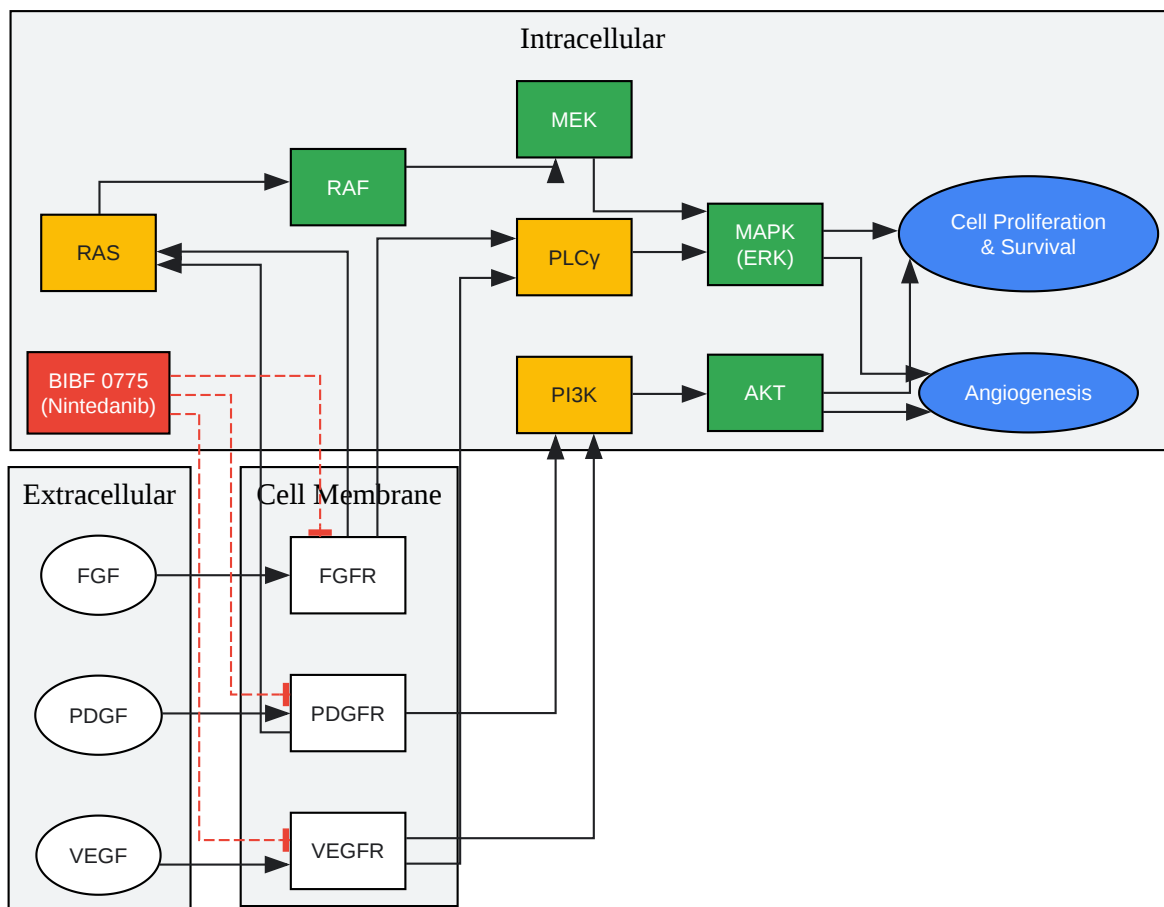 Intracellular
MEK
RAF
RAS
PLCγ
MAPK
(ERK)
Cell Proliferation
& Survival
BIBF 0775
(Nintedanib)
PI3K
AKT
Angiogenesis
Extracellular
Cell Membrane
FGF
FGFR
PDGF
PDGFR
VEGF
VEGFR